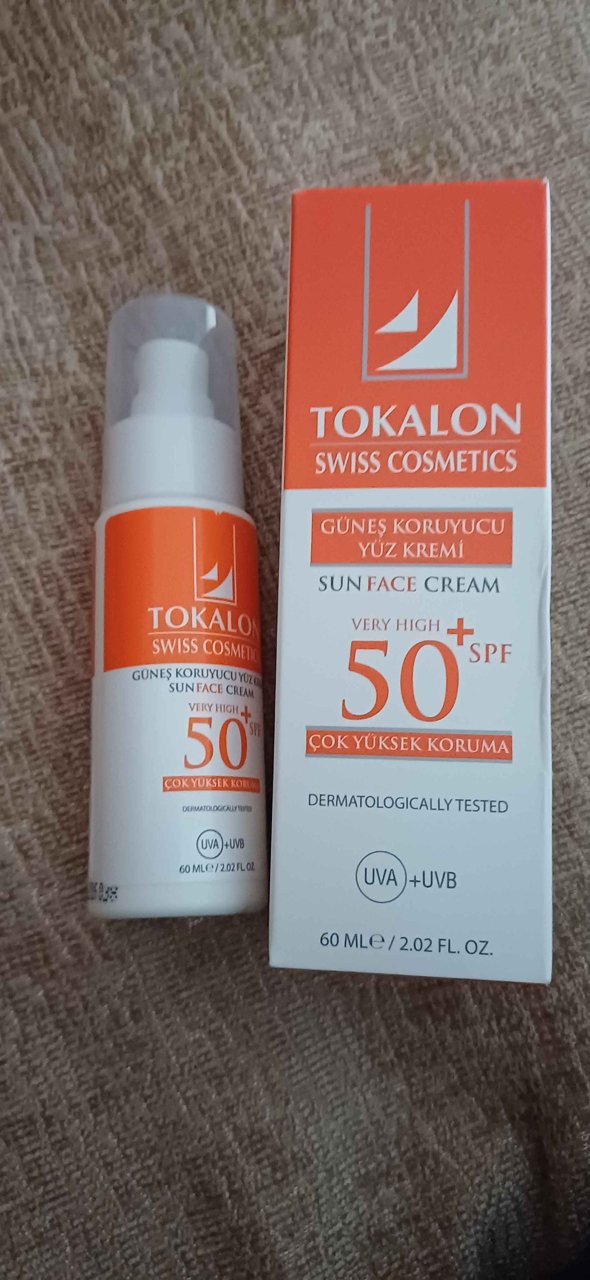 TOKALON
SWISS COSMETICS
GÜNEŞ KORUYUCU YÜZ
SUN FACE CREAM
VERY HIGH
50+
SPF
ÇOK YÜKSEK KORUMA
DERMATOLOGICALLY TESTED
UVA+UVB
60 ML℮/ 2.02 FL. OZ.
TOKALON
SWISS COSMETICS
GÜNEŞ KORUYUCU
YÜZ KREMİ
SUN FACE CREAM
VERY HIGH
50+
SPF
ÇOK YÜKSEK KORUMA
DERMATOLOGICALLY TESTED
UVA+UVB
60 ML℮/ 2.02 FL. OZ.